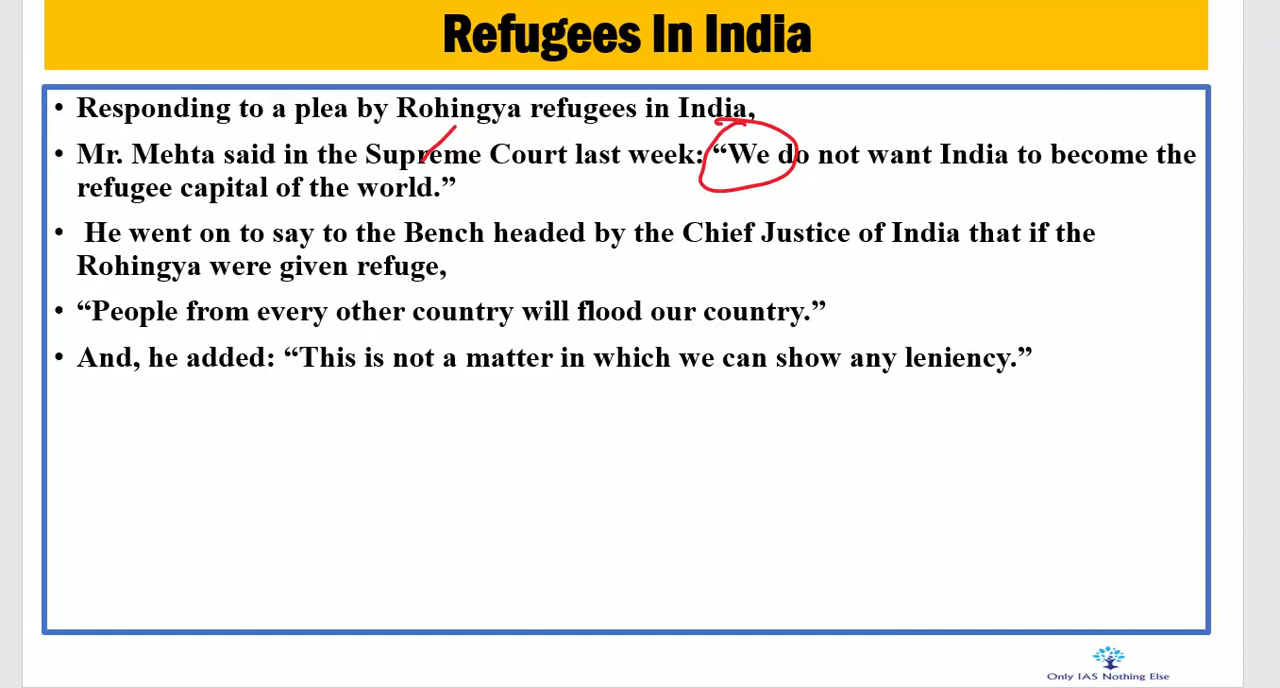 Refugees In India
• Responding to a plea by Rohingya refugees in India,
• Mr. Mehta said in the Supreme Court last week: “We do not want India to become the
refugee capital of the world.”
• He went on to say to the Bench headed by the Chief Justice of India that if the
Rohingya were given refuge,
• “People from every other country will flood our country.”
• And, he added: “This is not a matter in which we can show any leniency.”
Only IAS Nothing Else